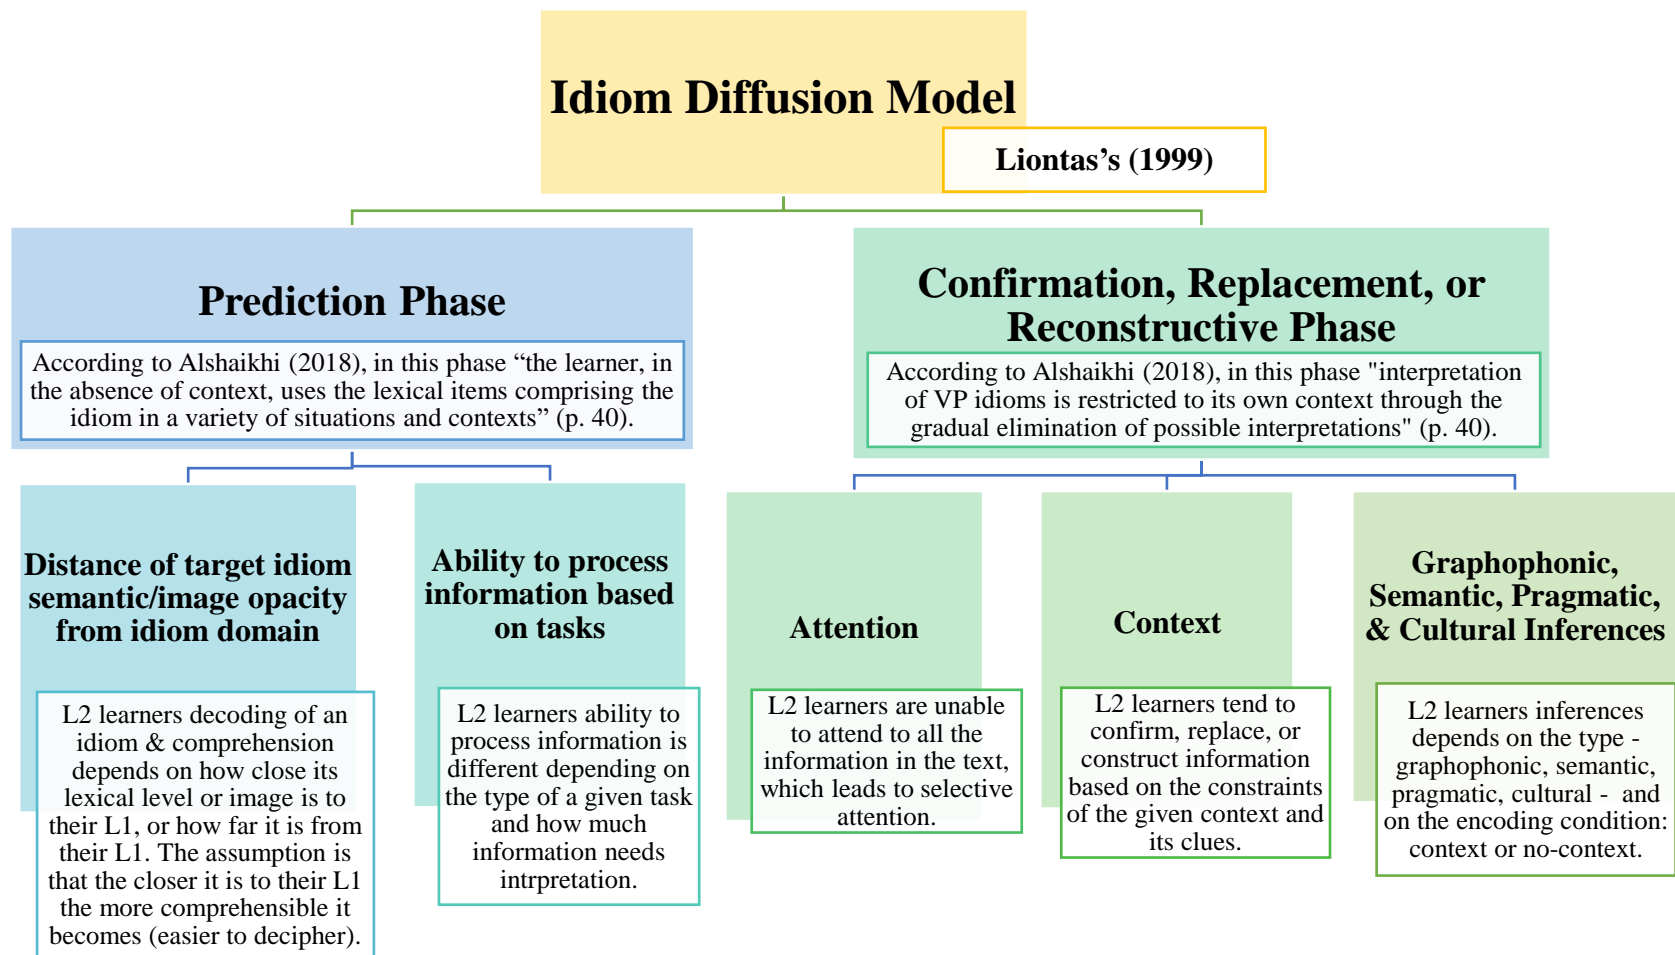 Idiom Diffusion Model
Liontas’s (1999)
Prediction Phase
According to Alshaikhi (2018), in this phase “the learner, in
the absence of context, uses the lexical items comprising the
idiom in a variety of situations and contexts” (p. 40).
Confirmation, Replacement, or
Reconstructive Phase
According to Alshaikhi (2018), in this phase "interpretation
of VP idioms is restricted to its own context through the
gradual elimination of possible interpretations" (p. 40).
Distance of target idiom
semantic/image opacity
from idiom domain
L2 learners decoding of an
idiom & comprehension
depends on how close its
lexical level or image is to
their L1, or how far it is from
their L1. The assumption is
that the closer it is to their L1
the more comprehensible it
becomes (easier to decipher).
Ability to process
information based
on tasks
L2 learners ability to
process information is
different depending on
the type of a given task
and how much
information needs
intrpretation.
Attention
L2 learners are unable
to attend to all the
information in the text,
which leads to selective
attention.
Context
L2 learners tend to
confirm, replace, or
construct information
based on the constraints
of the given context and
its clues.
Graphophonic,
Semantic, Pragmatic,
& Cultural Inferences
L2 learners inferences
depends on the type -
graphophonic, semantic,
pragmatic, cultural - and
on the encoding condition:
context or no-context.